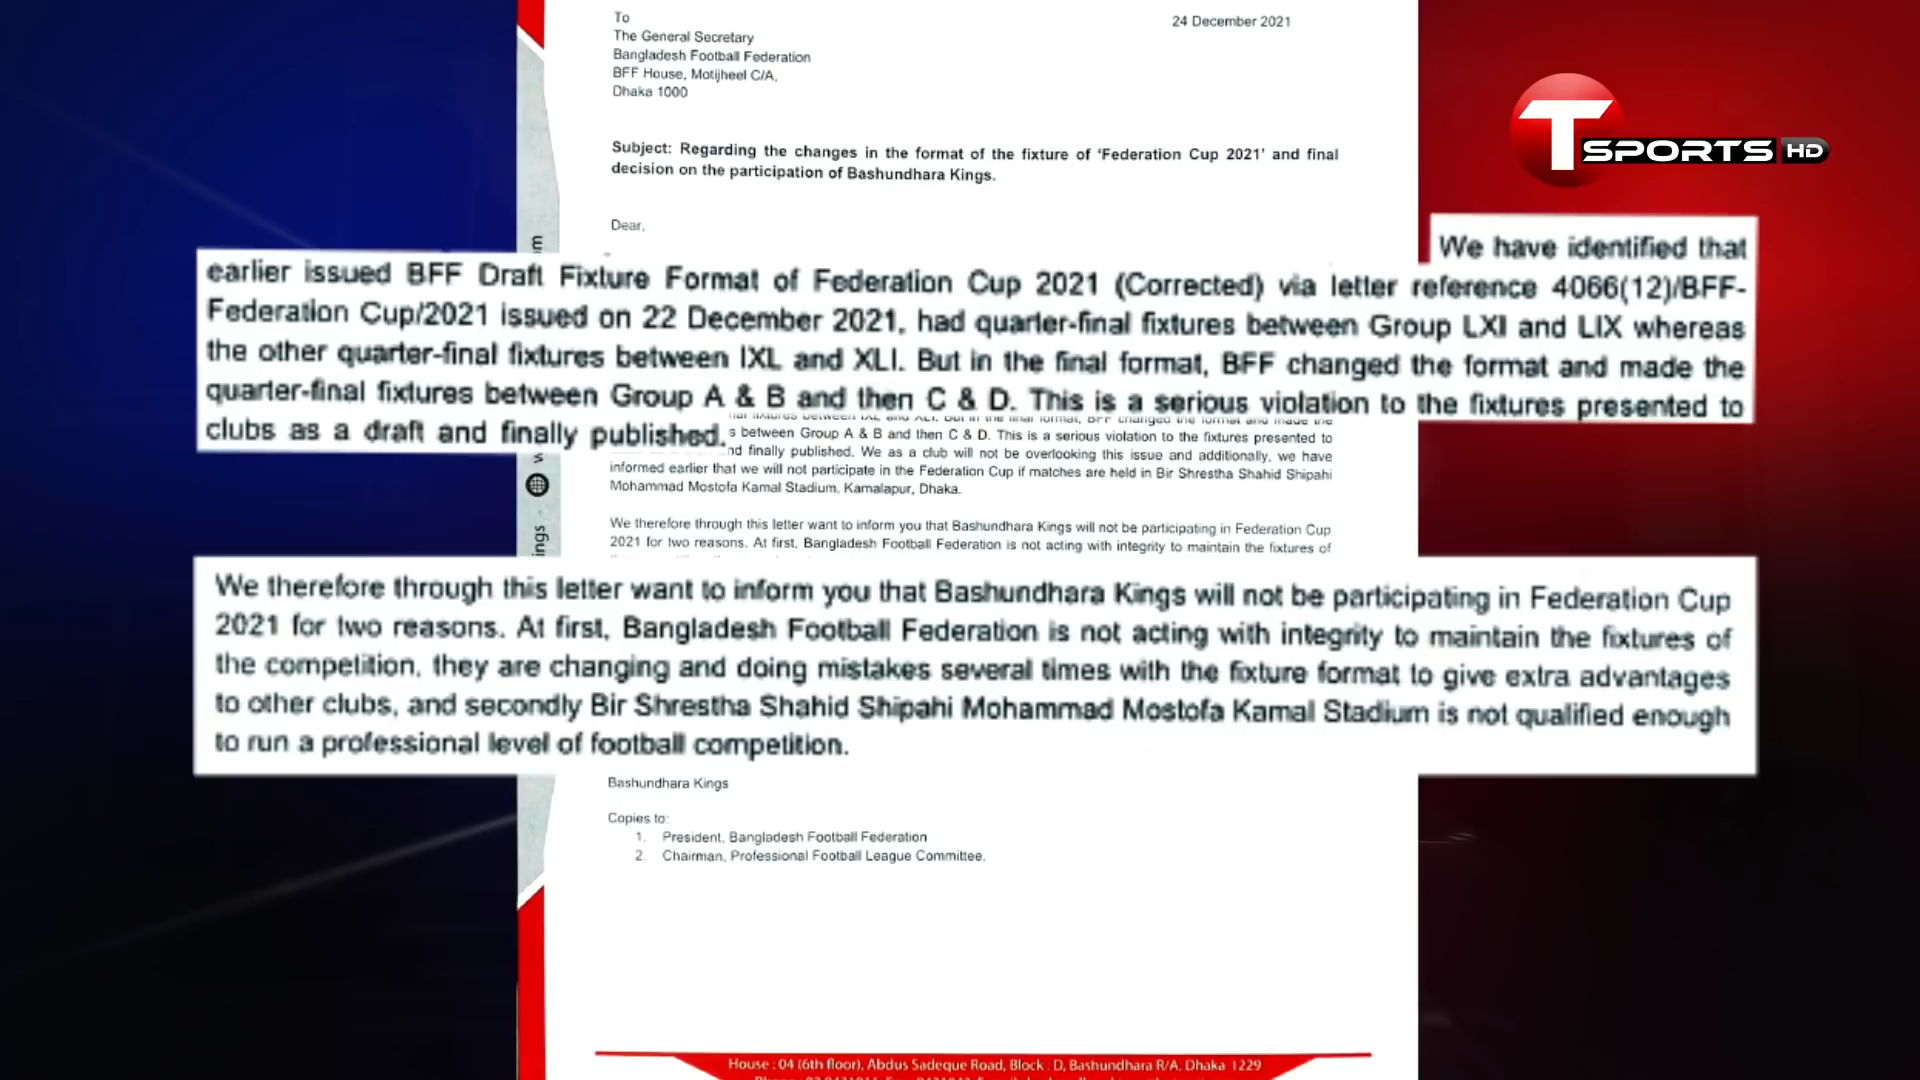 To
24 December 2021
The General Secretary
Bangladesh Football Federation
BFF House, Motijheel C/A,
Dhaka 1000
T SPORTS HD
Subject: Regarding the changes in the format of the fixture of ‘Federation Cup 2021’ and final
decision on the participation of Bashundhara Kings.
Dear,
We have identified that
earlier issued BFF Draft Fixture Format of Federation Cup 2021 (Corrected) via letter reference 4066(12)/BFF-
Federation Cup/2021 issued on 22 December 2021, had quarter-final fixtures between Group LXI and LIX whereas
the other quarter-final fixtures between IXL and XLI. But in the final format, BFF changed the format and made the
quarter-final fixtures between Group A & B and then C & D. This is a serious violation to the fixtures presented to
clubs as a draft and finally published.
between Group A & B and then C & D. This is a serious violation to the fixtures presented to
and finally published. We as a club will not be overlooking this issue and additionally, we have
informed earlier that we will not participate in the Federation Cup if matches are held in Bir Shrestha Shahid Shipahi
Mohammad Mostofa Kamal Stadium, Kamalapur, Dhaka.
We therefore through this letter want to inform you that Bashundhara Kings will not be participating in Federation Cup
2021 for two reasons. At first, Bangladesh Football Federation is not acting with integrity to maintain the fixtures of
We therefore through this letter want to inform you that Bashundhara Kings will not be participating in Federation Cup
2021 for two reasons. At first, Bangladesh Football Federation is not acting with integrity to maintain the fixtures of
the competition, they are changing and doing mistakes several times with the fixture format to give extra advantages
to other clubs, and secondly Bir Shrestha Shahid Shipahi Mohammad Mostofa Kamal Stadium is not qualified enough
to run a professional level of football competition.
Bashundhara Kings
Copies to:
1. President, Bangladesh Football Federation
2. Chairman, Professional Football League Committee.
House : 04 (6th floor), Abdus Sadeque Road, Block : D, Bashundhara R/A, Dhaka 1229